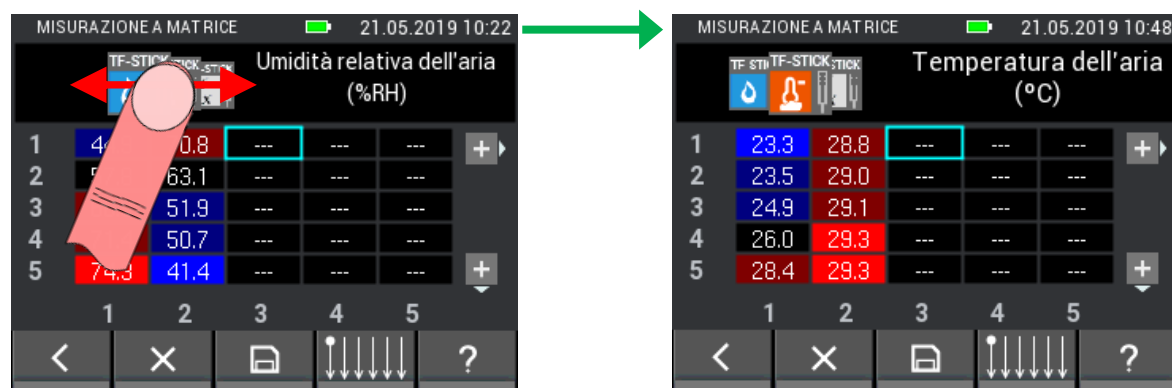 MISURAZIONE A MATRICE 21.05.2019 10:22
TF-STICK
Umidità relativa dell'aria
(%RH)
1 --- --- ---
2 63.1 --- --- ---
3 51.9 --- --- ---
4 50.7 --- --- ---
5 74.3 41.4 --- --- ---
1 2 3 4 5
?
MISURAZIONE A MATRICE 21.05.2019 10:48
TF-STICK
Temperatura dell'aria
(°C)
1 23.3 28.8 --- --- ---
2 23.5 29.0 --- --- ---
3 24.9 29.1 --- --- ---
4 26.0 29.3 --- --- ---
5 28.4 29.3 --- --- ---
1 2 3 4 5
?